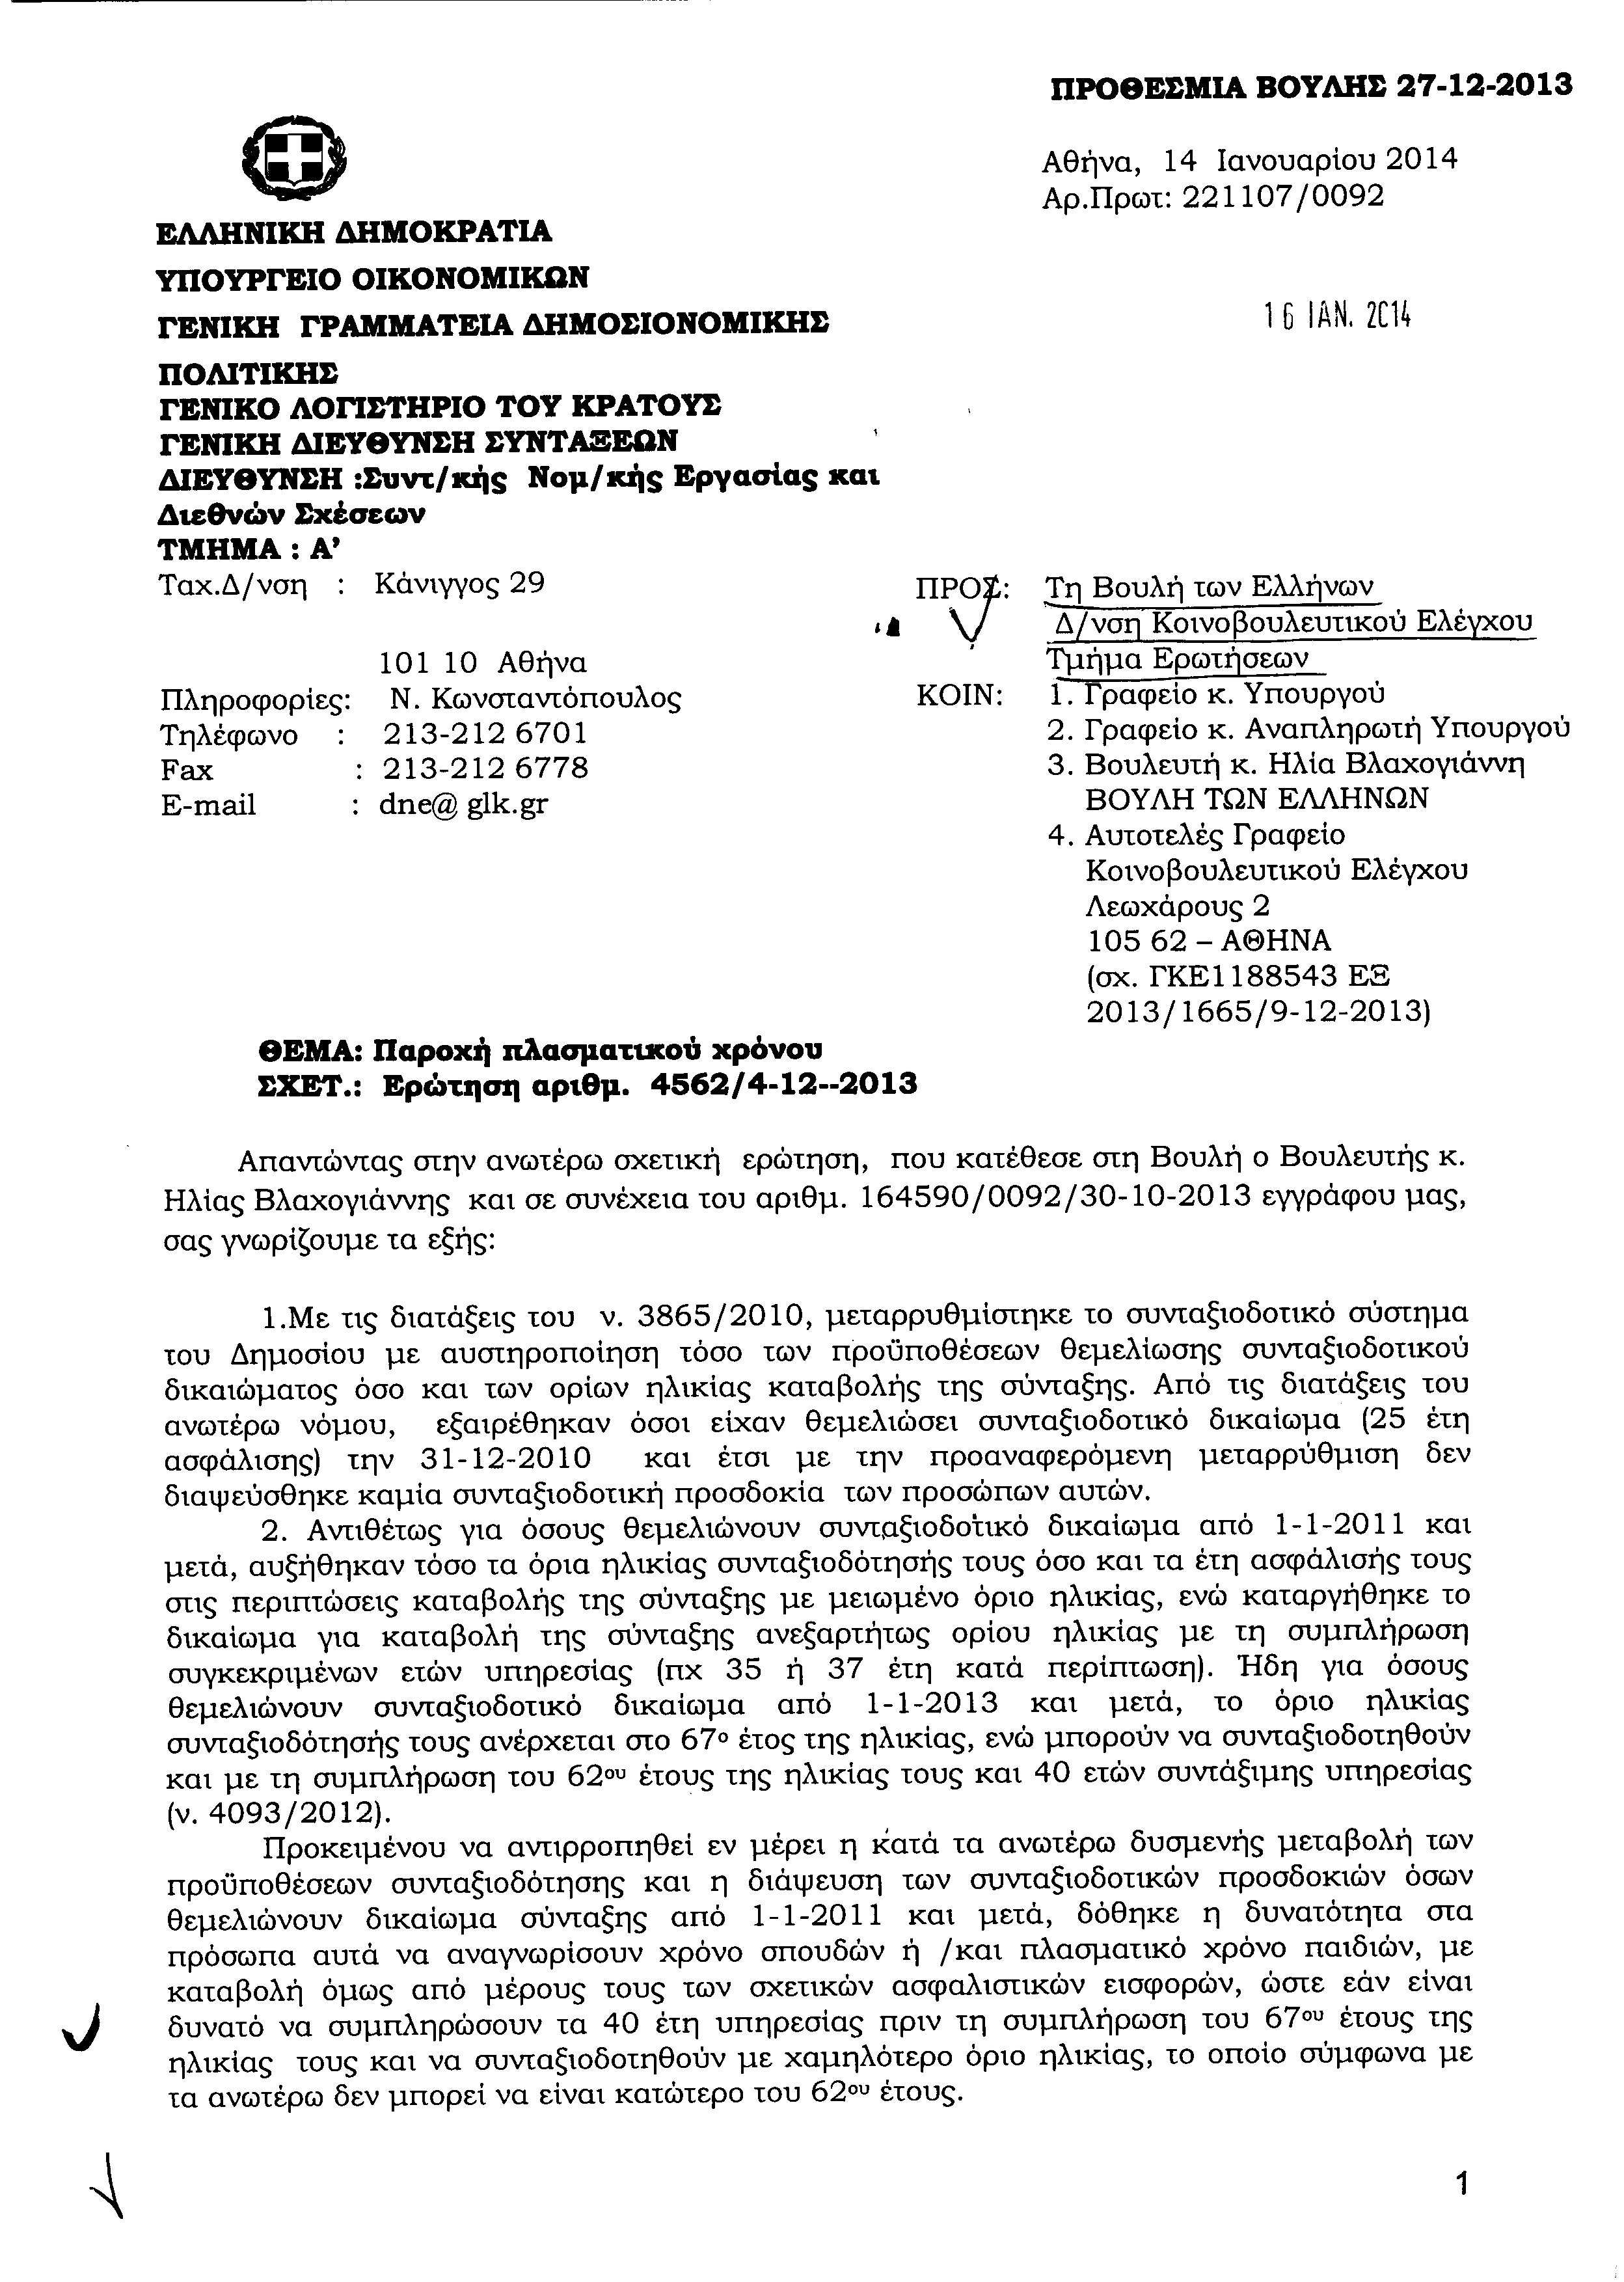 ΠΡΟΘΕΣΜΙΑ ΒΟΥΛΗΣ 27-12-2013
Αθήνα, 14 Ιανουαρίου 2014
Αρ.Πρωτ: 221107/0092
16 ΙΑΝ. 2014
ΕΛΛΗΝΙΚΗ ΔΗΜΟΚΡΑΤΙΑ
ΥΠΟΥΡΓΕΙΟ ΟΙΚΟΝΟΜΙΚΩΝ
ΓΕΝΙΚΗ ΓΡΑΜΜΑΤΕΙΑ ΔΗΜΟΣΙΟΝΟΜΙΚΗΣ
ΠΟΛΙΤΙΚΗΣ
ΓΕΝΙΚΟ ΛΟΓΙΣΤΗΡΙΟ ΤΟΥ ΚΡΑΤΟΥΣ
ΓΕΝΙΚΗ ΔΙΕΥΘΥΝΣΗ ΣΥΝΤΑΞΕΩΝ
ΔΙΕΥΘΥΝΣΗ :Συντ/κής Νομ/κής Εργασίας και
Διεθνών Σχέσεων
ΤΜΗΜΑ : Α’
Ταχ.Δ/νση : Κάνιγγος 29
101 10 Αθήνα
Πληροφορίες: Ν. Κωνσταντόπουλος
Τηλέφωνο : 213-212 6701
Fax : 213-212 6778
E-mail : dne@ glk.gr
ΠΡΟΣ: Τη Βουλή των Ελλήνων
Δ/νση Κοινοβουλευτικού Ελέγχου
Τμήμα Ερωτήσεων
ΚΟΙΝ: 1. Γραφείο κ. Υπουργού
2. Γραφείο κ. Αναπληρωτή Υπουργού
3. Βουλευτή κ. Ηλία Βλαχογιάννη
ΒΟΥΛΗ ΤΩΝ ΕΛΛΗΝΩΝ
4. Αυτοτελές Γραφείο
Κοινοβουλευτικού Ελέγχου
Λεωχάρους 2
105 62 – ΑΘΗΝΑ
(σχ. ΓΚΕ1188543 ΕΞ
2013/1665/9-12-2013)
ΘΕΜΑ: Παροχή πλασματικού χρόνου
ΣΧΕΤ.: Ερώτηση αριθμ. 4562/4-12--2013
Απαντώντας στην ανωτέρω σχετική ερώτηση, που κατέθεσε στη Βουλή ο Βουλευτής κ.
Ηλίας Βλαχογιάννης και σε συνέχεια του αριθμ. 164590/0092/30-10-2013 εγγράφου μας,
σας γνωρίζουμε τα εξής:
1.Με τις διατάξεις του ν. 3865/2010, μεταρρυθμίστηκε το συνταξιοδοτικό σύστημα
του Δημοσίου με αυστηροποίηση τόσο των προϋποθέσεων θεμελίωσης συνταξιοδοτικού
δικαιώματος όσο και των ορίων ηλικίας καταβολής της σύνταξης. Από τις διατάξεις του
ανωτέρω νόμου, εξαιρέθηκαν όσοι είχαν θεμελιώσει συνταξιοδοτικό δικαίωμα (25 έτη
ασφάλισης) την 31-12-2010 και έτσι με την προαναφερόμενη μεταρρύθμιση δεν
διαψεύσθηκε καμία συνταξιοδοτική προσδοκία των προσώπων αυτών.
2. Αντιθέτως για όσους θεμελιώνουν συνταξιοδοτικό δικαίωμα από 1-1-2011 και
μετά, αυξήθηκαν τόσο τα όρια ηλικίας συνταξιοδότησής τους όσο και τα έτη ασφάλισής τους
στις περιπτώσεις καταβολής της σύνταξης με μειωμένο όριο ηλικίας, ενώ καταργήθηκε το
δικαίωμα για καταβολή της σύνταξης ανεξαρτήτως ορίου ηλικίας με τη συμπλήρωση
συγκεκριμένων ετών υπηρεσίας (πχ 35 ή 37 έτη κατά περίπτωση). Ήδη για όσους
θεμελιώνουν συνταξιοδοτικό δικαίωμα από 1-1-2013 και μετά, το όριο ηλικίας
συνταξιοδότησής τους ανέρχεται στο 67ο έτος της ηλικίας, ενώ μπορούν να συνταξιοδοτηθούν
και με τη συμπλήρωση του 62ου έτους της ηλικίας τους και 40 ετών συντάξιμης υπηρεσίας
(ν. 4093/2012).
Προκειμένου να αντιρροπηθεί εν μέρει η κατά τα ανωτέρω δυσμενής μεταβολή των
προϋποθέσεων συνταξιοδότησης και η διάψευση των συνταξιοδοτικών προσδοκιών όσων
θεμελιώνουν δικαίωμα σύνταξης από 1-1-2011 και μετά, δόθηκε η δυνατότητα στα
πρόσωπα αυτά να αναγνωρίσουν χρόνο σπουδών ή /και πλασματικό χρόνο παιδιών, με
καταβολή όμως από μέρους τους των σχετικών ασφαλιστικών εισφορών, ώστε εάν είναι
δυνατό να συμπληρώσουν τα 40 έτη υπηρεσίας πριν τη συμπλήρωση του 67ου έτους της
ηλικίας τους και να συνταξιοδοτηθούν με χαμηλότερο όριο ηλικίας, το οποίο σύμφωνα με
τα ανωτέρω δεν μπορεί να είναι κατώτερο του 62ου έτους.
1